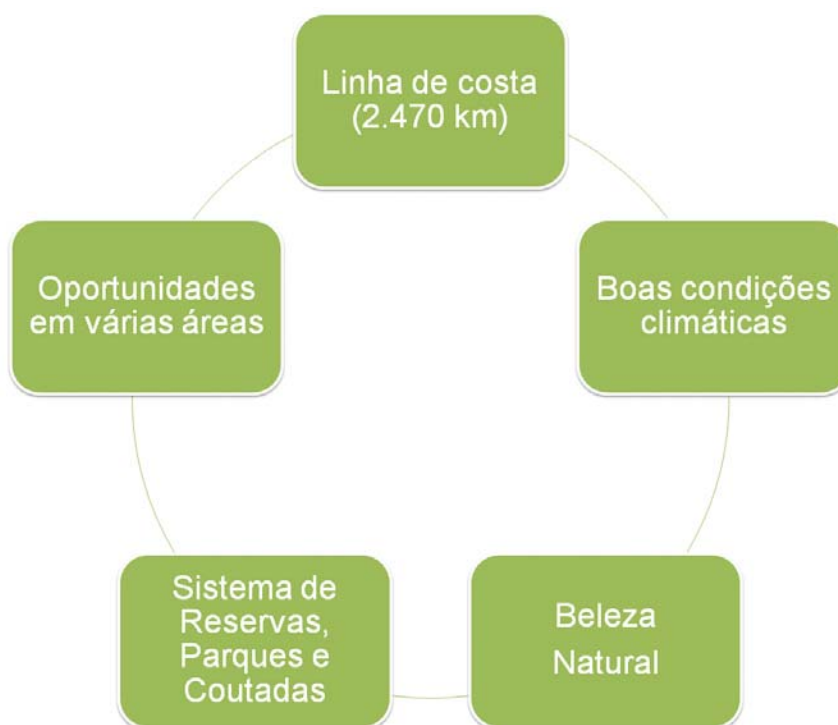 Linha de costa
(2.470 km)
Oportunidades
em várias áreas
Boas condições
climáticas
Sistema de
Reservas,
Parques e
Coutadas
Beleza
Natural